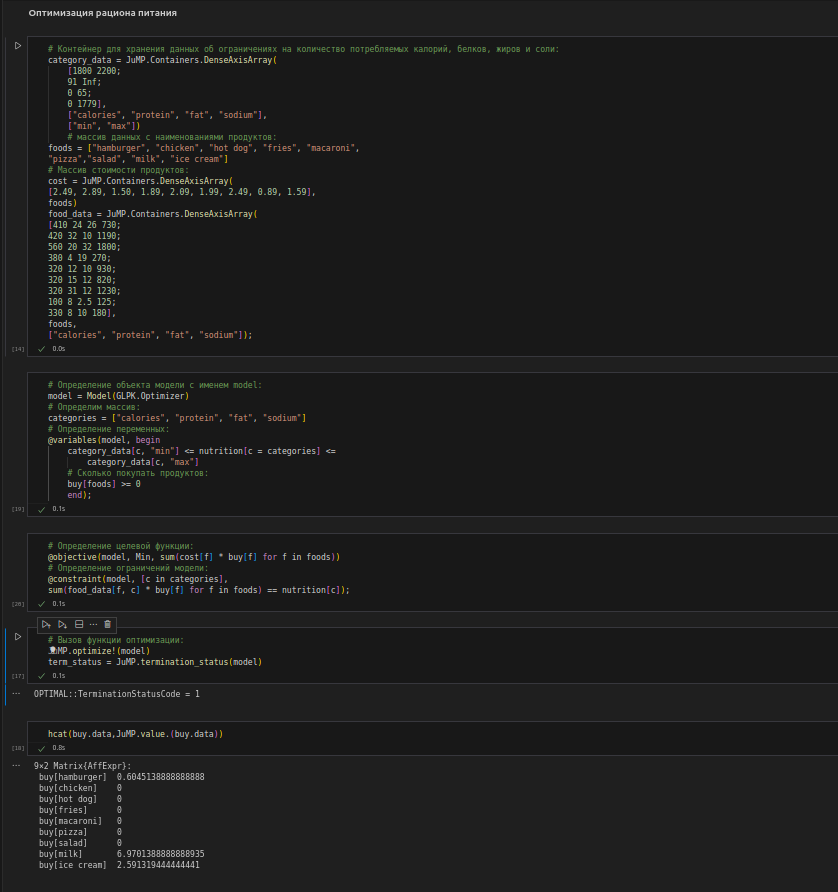 Оптимизация рациона питания
# Контейнер для хранения данных об ограничениях на количество потребляемых калорий, белков, жиров и соли:
category_data = JuMP.Containers.DenseAxisArray(
[1800 2200;
91 Inf;
0 65;
0 1779],
["calories", "protein", "fat", "sodium"],
["min", "max"])
# массив данных с наименованиями продуктов:
foods = ["hamburger", "chicken", "hot dog", "fries", "macaroni",
"pizza","salad", "milk", "ice cream"]
# Массив стоимости продуктов:
cost = JuMP.Containers.DenseAxisArray(
[2.49, 2.89, 1.50, 1.89, 2.09, 1.99, 2.49, 0.89, 1.59],
foods)
food_data = JuMP.Containers.DenseAxisArray(
[410 24 26 730;
420 32 10 1190;
560 20 32 1800;
380 4 19 270;
320 12 10 930;
320 15 12 820;
320 31 12 1230;
100 8 2.5 125;
330 8 10 180],
foods,
["calories", "protein", "fat", "sodium"]);
[14] 0.0s
# Определение объекта модели с именем model:
model = Model(GLPK.Optimizer)
# Определим массив:
categories = ["calories", "protein", "fat", "sodium"]
# Определение переменных:
@variables(model, begin
category_data[c, "min"] <= nutrition[c = categories] <=
category_data[c, "max"]
# Сколько покупать продуктов:
buy[foods] >= 0
end);
[19] 0.1s
# Определение целевой функции:
@objective(model, Min, sum(cost[f] * buy[f] for f in foods))
# Определение ограничений модели:
@constraint(model, [c in categories],
sum(food_data[f, c] * buy[f] for f in foods) == nutrition[c]);
[20] 0.1s
# Вызов функции оптимизации:
JuMP.optimize!(model)
term_status = JuMP.termination_status(model)
[17] 0.1s
OPTIMAL::TerminationStatusCode = 1
hcat(buy.data,JuMP.value.(buy.data))
[18] 0.8s
9×2 Matrix{AffExpr}:
buy[hamburger] 0.6045138888888888
buy[chicken] 0
buy[hot dog] 0
buy[fries] 0
buy[macaroni] 0
buy[pizza] 0
buy[salad] 0
buy[milk] 6.9701388888888935
buy[ice cream] 2.591319444444441